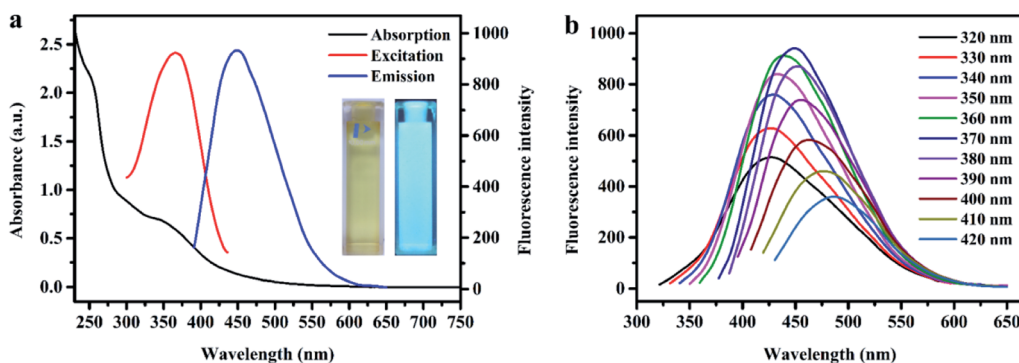 a
Absorption
Excitation
Emission
2.5
2.0
1.5
1.0
0.5
0.0
Absorbance (a.u.)
1000
800
600
400
200
0
Fluorescence intensity
250 300 350 400 450 500 550 600 650 700 750
Wavelength (nm)
b
320 nm
330 nm
340 nm
350 nm
360 nm
370 nm
380 nm
390 nm
400 nm
410 nm
420 nm
1000
800
600
400
200
0
Fluorescence intensity
300 350 400 450 500 550 600 650
Wavelength (nm)